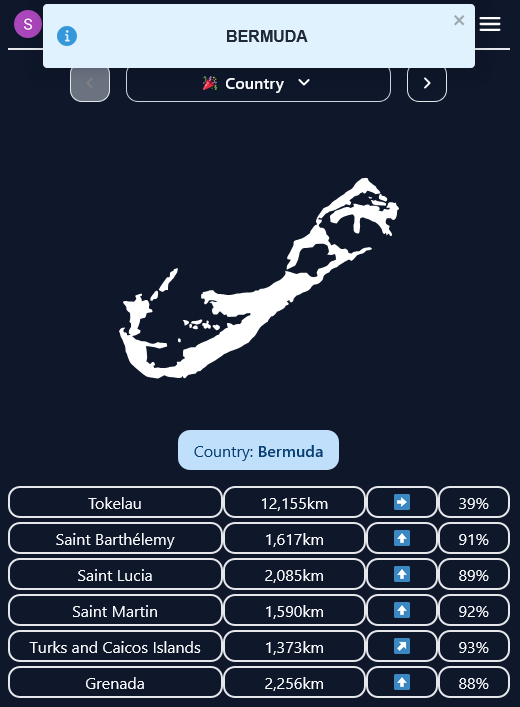 S
BERMUDA
×
🎉 Country
Country: Bermuda
Tokelau 12,155km ➡️ 39%
Saint Barthélemy 1,617km ⬆️ 91%
Saint Lucia 2,085km ⬆️ 89%
Saint Martin 1,590km ⬆️ 92%
Turks and Caicos Islands 1,373km ↗️ 93%
Grenada 2,256km ⬆️ 88%